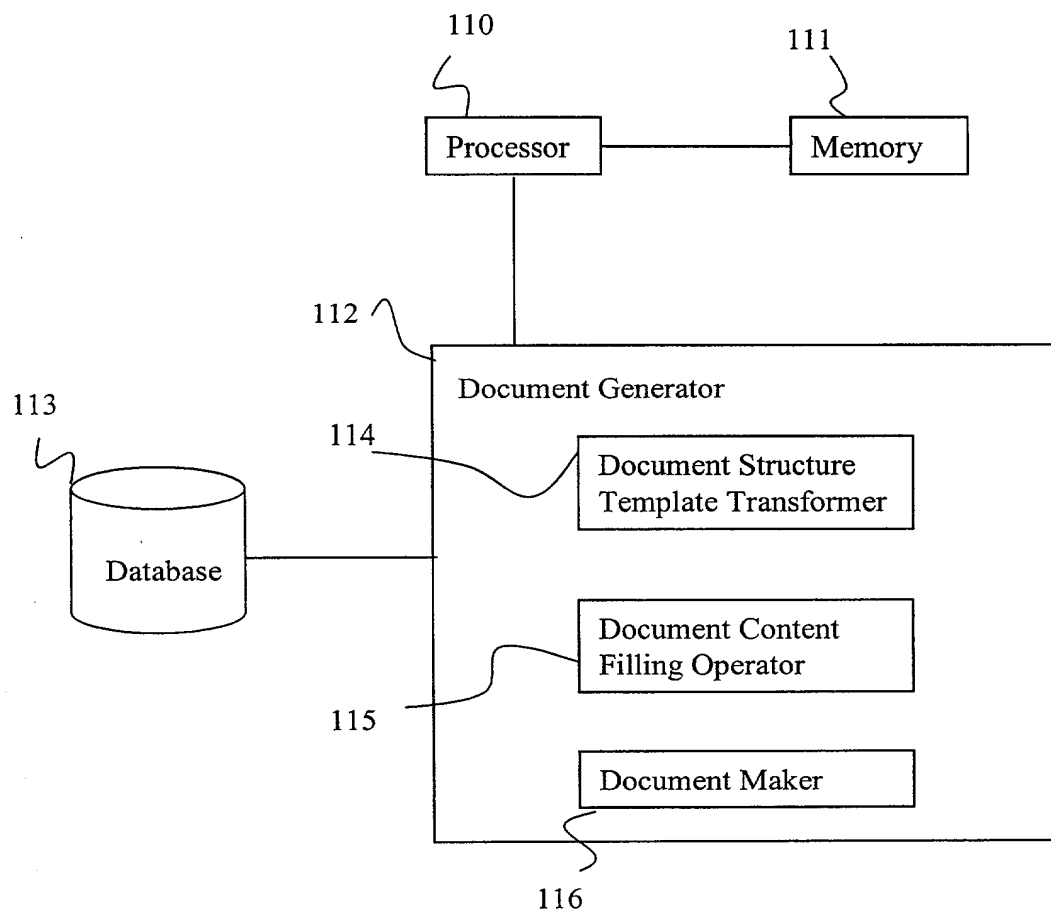 110
111
Processor
Memory
112
Document Generator
113
114
Document Structure
Template Transformer
Database
Document Content
Filling Operator
115
Document Maker
116